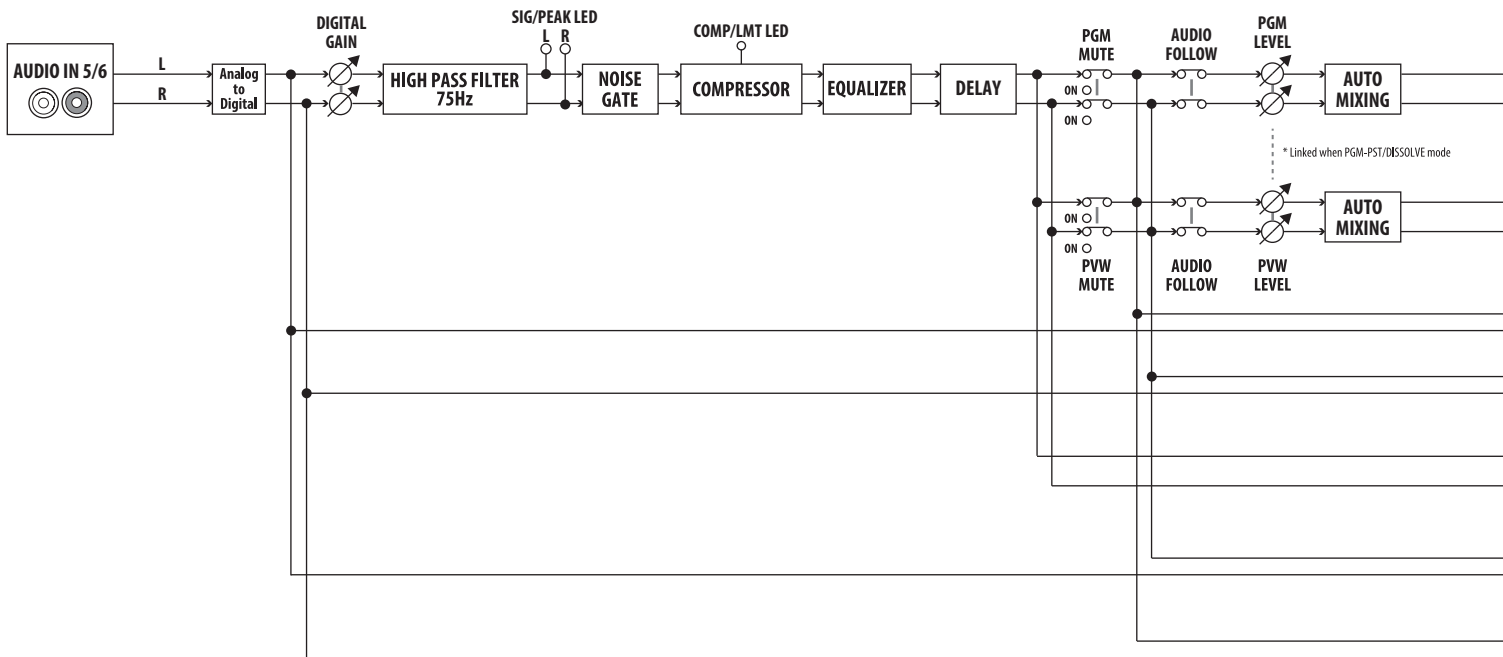 SIG/PEAK LED
L R
COMP/LMT LED
DIGITAL
GAIN
PGM
MUTE
AUDIO
FOLLOW
PGM
LEVEL
AUDIO IN 5/6
L
R
Analog
to
Digital
HIGH PASS FILTER
75Hz
NOISE
GATE
COMPRESSOR
EQUALIZER
DELAY
ON
ON
AUTO
MIXING
* Linked when PGM-PST/DISSOLVE mode
ON
ON
AUTO
MIXING
PVW
MUTE
AUDIO
FOLLOW
PVW
LEVEL